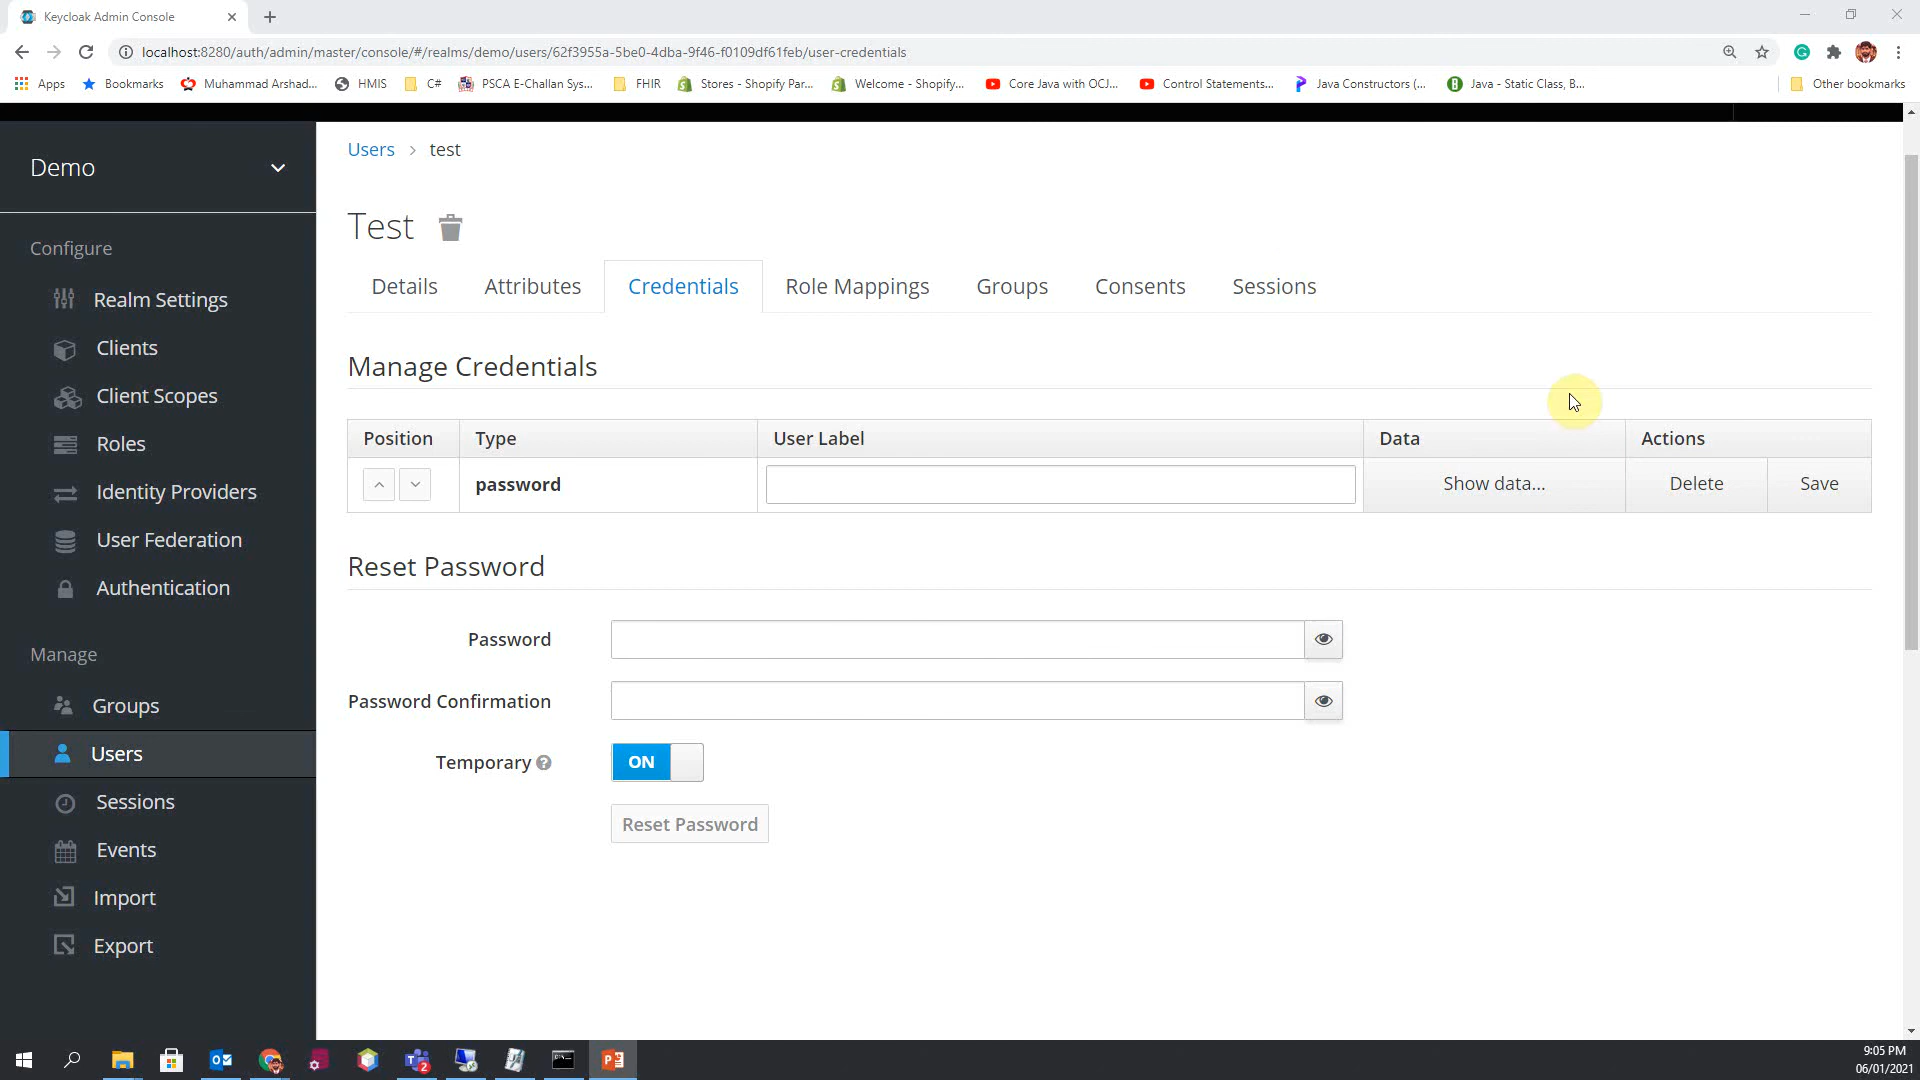 Keycloak Admin Console
localhost:8280/auth/admin/master/console/#/realms/demo/users/62f3955a-5be0-4dba-9f46-f0109df61feb/user-credentials
Apps Bookmarks Muhammad Arshad... HMIS C# PSCA E-Challan Sys... FHIR Stores - Shopify Par... Welcome - Shopify... Core Java with OCJ... Control Statements... Java Constructors (... Java - Static Class, B... Other bookmarks
Demo
Configure
Realm Settings
Clients
Client Scopes
Roles
Identity Providers
User Federation
Authentication
Manage
Groups
Users
Sessions
Events
Import
Export
Users > test
Test
Details Attributes Credentials Role Mappings Groups Consents Sessions
Manage Credentials
Position Type User Label Data Actions
password Show data... Delete Save
Reset Password
Password
Password Confirmation
Temporary ON
Reset Password
2
9:05 PM
06/01/2021